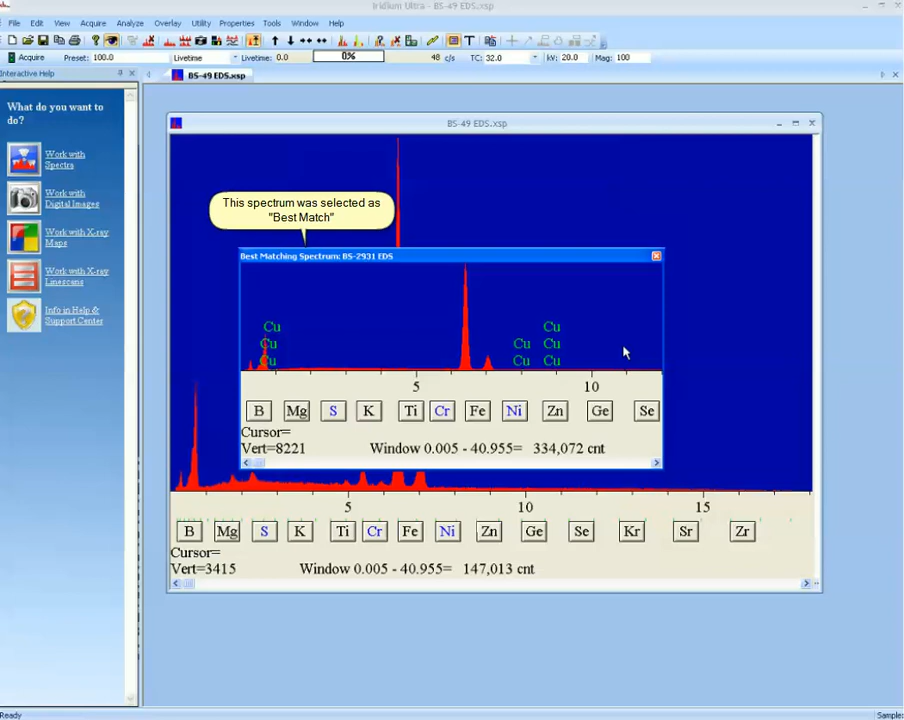 Iridium Ultra - BS-49 EDS.xsp
File Edit View Acquire Analyze Overlay Utility Properties Tools Window Help
Acquire Preset: 100.0 Livetime Livetime: 0.0 0% 48 c/s TC: 32.0 kV: 20.0 Mag: 100
Interactive Help
BS-49 EDS.xsp
What do you want to
do?
Work with
Spectra
Work with
Digital Images
Work with X-ray
Maps
Work with X-ray
Linescans
Info in Help &
Support Center
BS-49 EDS.xsp
This spectrum was selected as
"Best Match"
Best Matching Spectrum: BS-2931 EDS
Cu Cu
Cu Cu Cu
Cu Cu Cu
5 10
B Mg S K Ti Cr Fe Ni Zn Ge Se
Cursor=
Vert=8221 Window 0.005 - 40.955= 334,072 cnt
5 10 15
B Mg S K Ti Cr Fe Ni Zn Ge Se Kr Sr Zr
Cursor=
Vert=3415 Window 0.005 - 40.955= 147,013 cnt
Ready Sample: